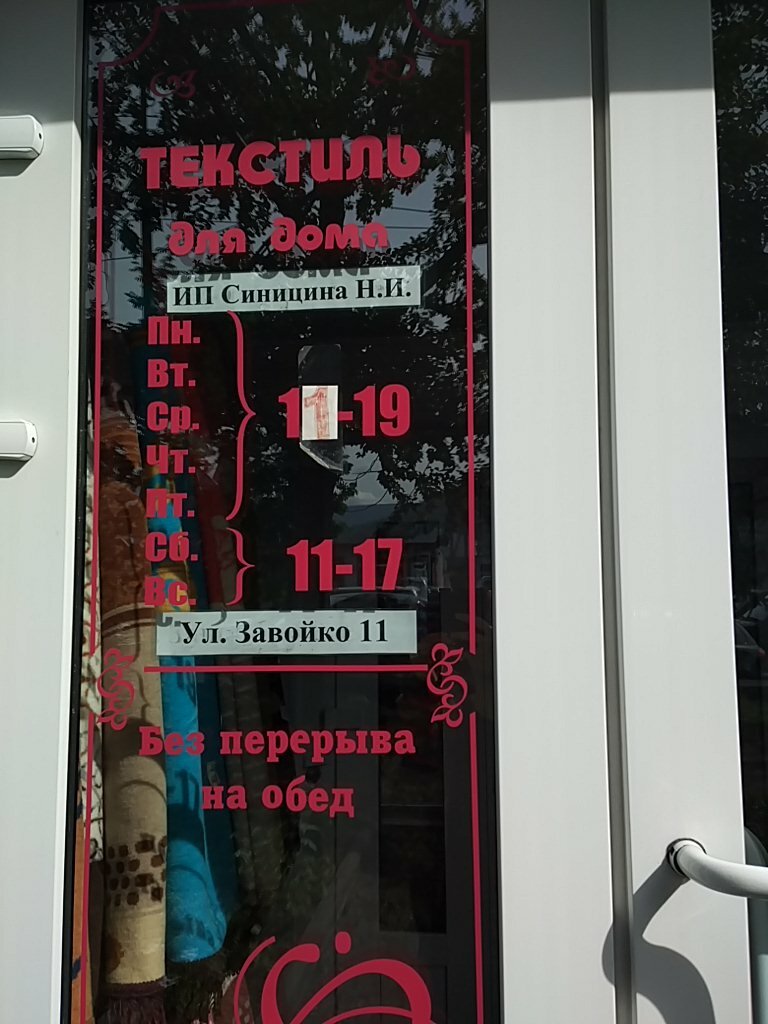 ТЕКСТИЛЬ
для дома
ИП Синицина Н.И.
Пн.
Вт.
Ср.
Чт.
Пт.
11-19
Сб.
Вс.
11-17
Ул. Завойко 11
Без перерыва
на обед